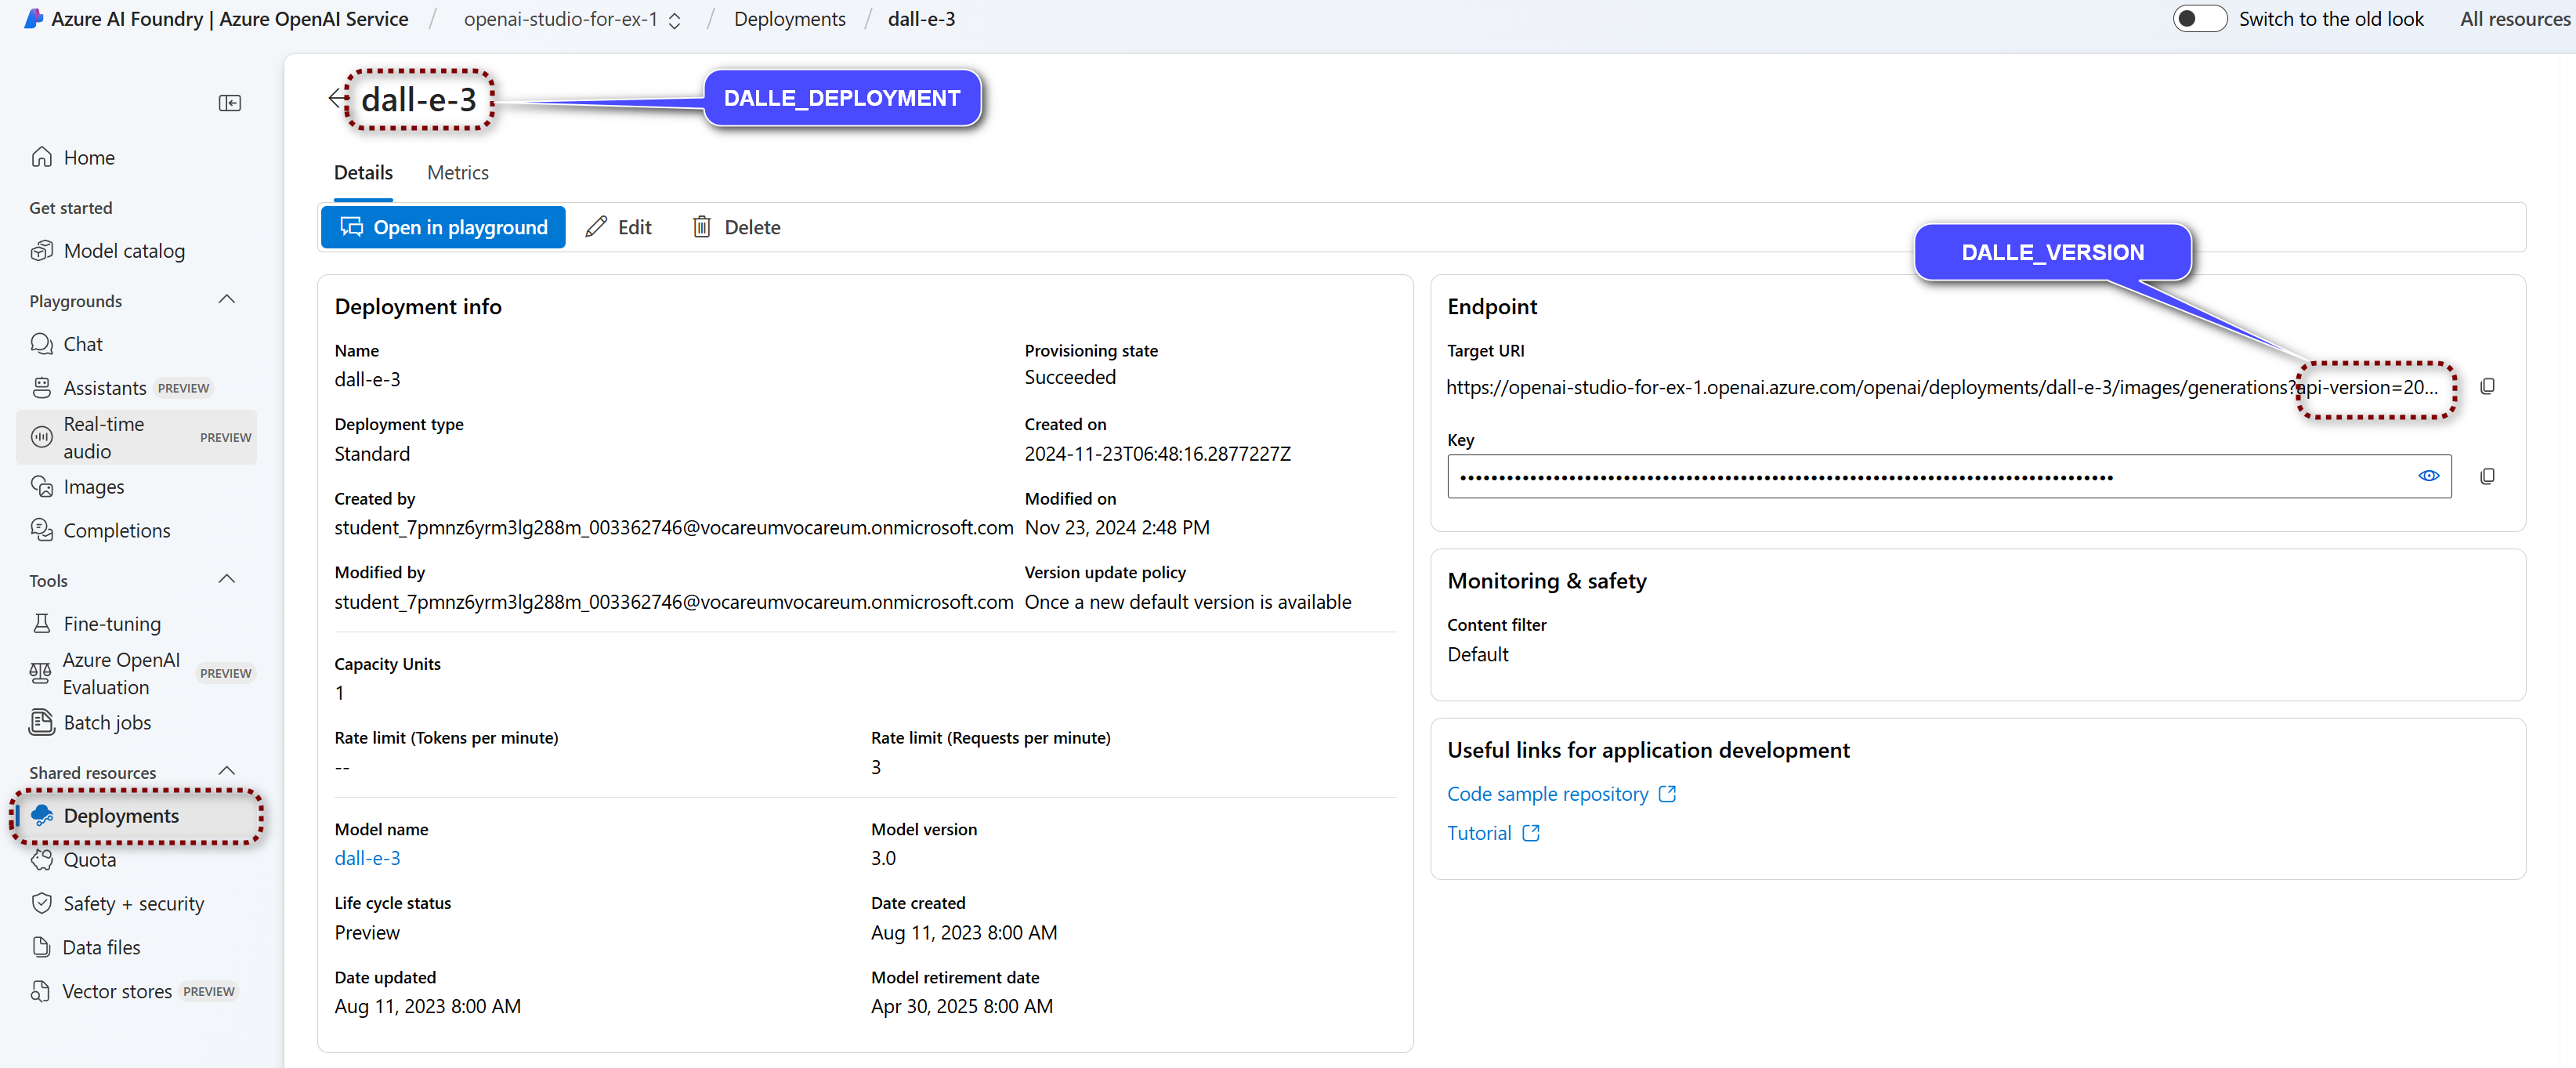 Azure AI Foundry | Azure OpenAI Service / openai-studio-for-ex-1 / Deployments / dall-e-3
Switch to the old look
All resources
Home
Get started
Model catalog
Playgrounds
Chat
Assistants PREVIEW
Real-time
audio
PREVIEW
Images
Completions
Tools
Fine-tuning
Azure OpenAI
Evaluation
PREVIEW
Batch jobs
Shared resources
Deployments
Quota
Safety + security
Data files
Vector stores PREVIEW
dall-e-3
DALLE_DEPLOYMENT
Details Metrics
Open in playground Edit Delete
DALLE_VERSION
Deployment info
Name
dall-e-3
Provisioning state
Succeeded
Deployment type
Standard
Created on
2024-11-23T06:48:16.2877227Z
Created by
student_7pmnz6yrm3lg288m_003362746@vocareumvocareum.onmicrosoft.com
Modified on
Nov 23, 2024 2:48 PM
Modified by
student_7pmnz6yrm3lg288m_003362746@vocareumvocareum.onmicrosoft.com
Version update policy
Once a new default version is available
Capacity Units
1
Rate limit (Tokens per minute)
--
Rate limit (Requests per minute)
3
Model name
dall-e-3
Model version
3.0
Life cycle status
Preview
Date created
Aug 11, 2023 8:00 AM
Date updated
Aug 11, 2023 8:00 AM
Model retirement date
Apr 30, 2025 8:00 AM
Endpoint
Target URI
https://openai-studio-for-ex-1.openai.azure.com/openai/deployments/dall-e-3/images/generations?api-version=20...
Key
Monitoring & safety
Content filter
Default
Useful links for application development
Code sample repository
Tutorial